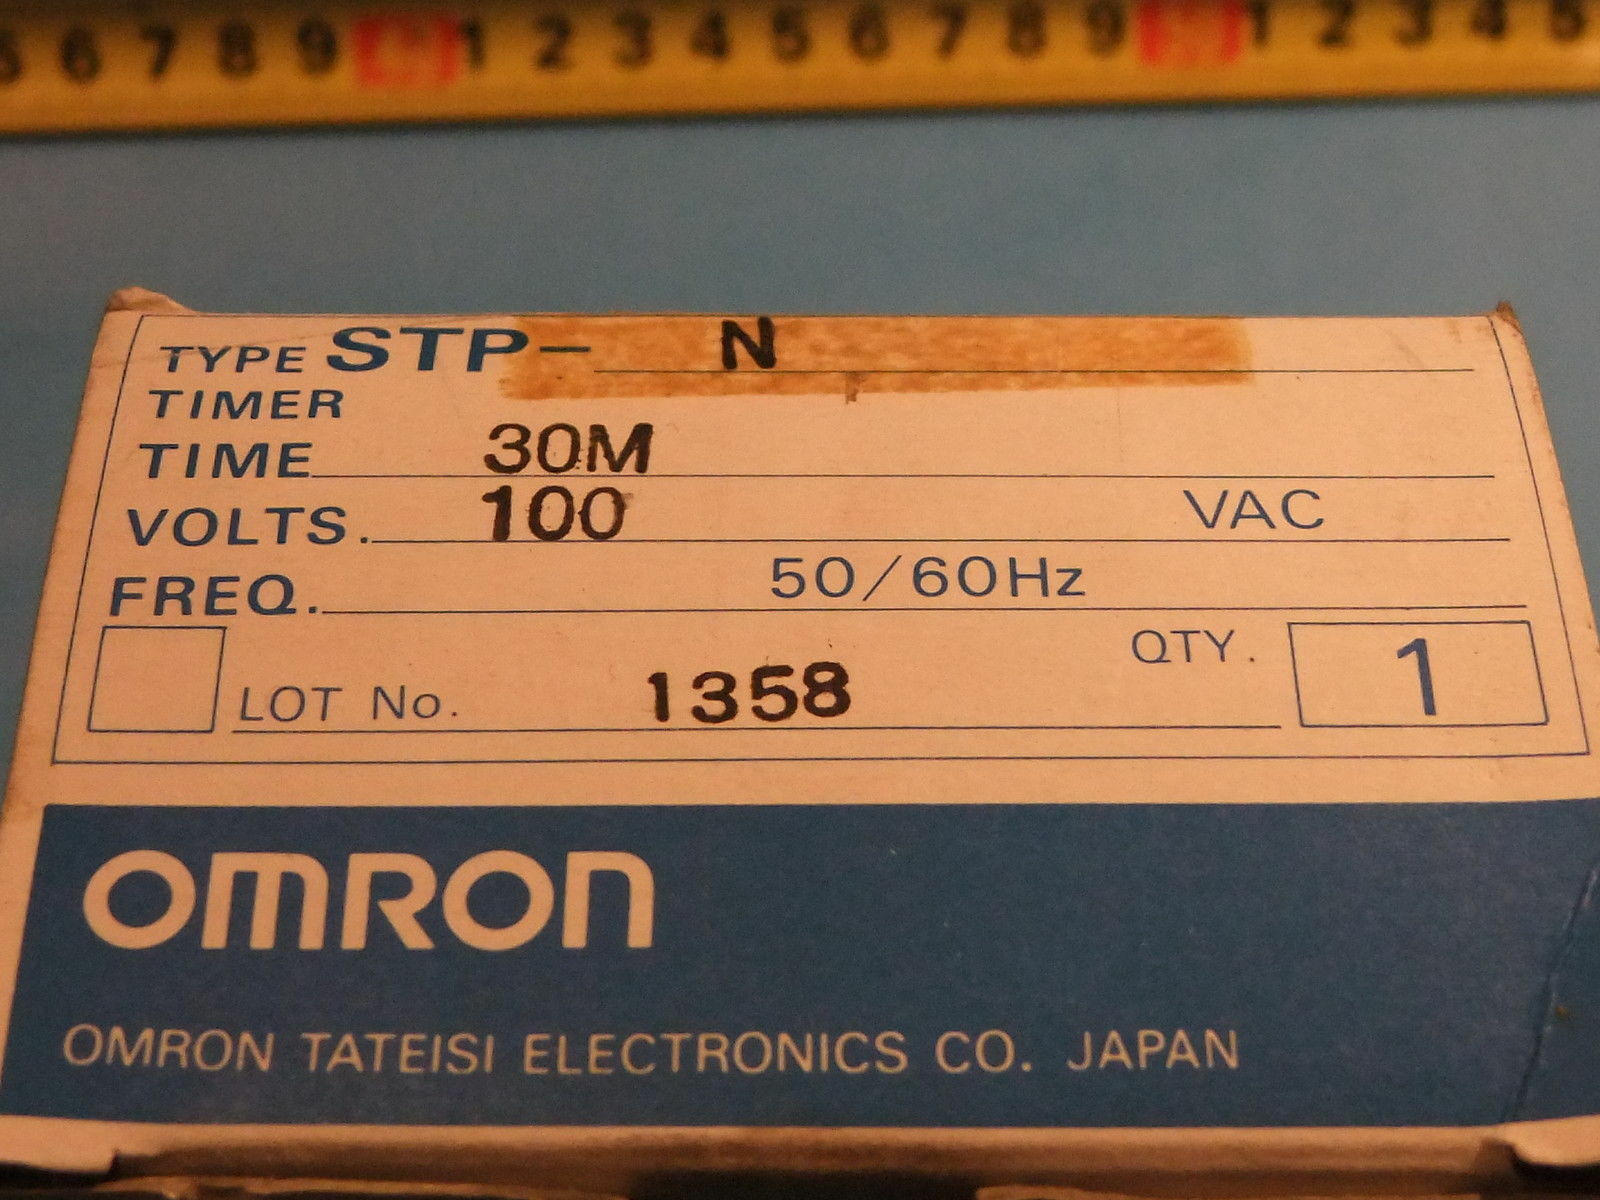 5 6 7 8 9 1 2 3 4 5 6 7 8 9 1 2 3 4 5
TYPE STP- N
TIMER
TIME 30M
VOLTS. 100 VAC
FREQ. 50/60Hz
LOT No. 1358 QTY. 1
OMRON
OMRON TATEISI ELECTRONICS CO. JAPAN